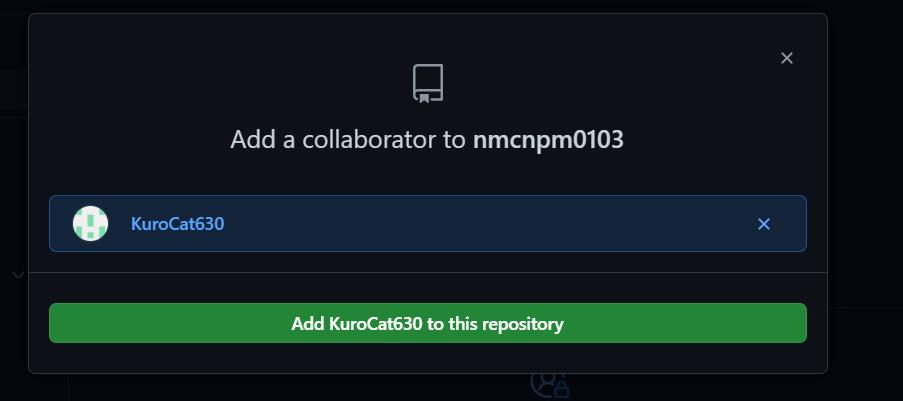 Add a collaborator to nmcnpm0103
KuroCat630
Add KuroCat630 to this repository